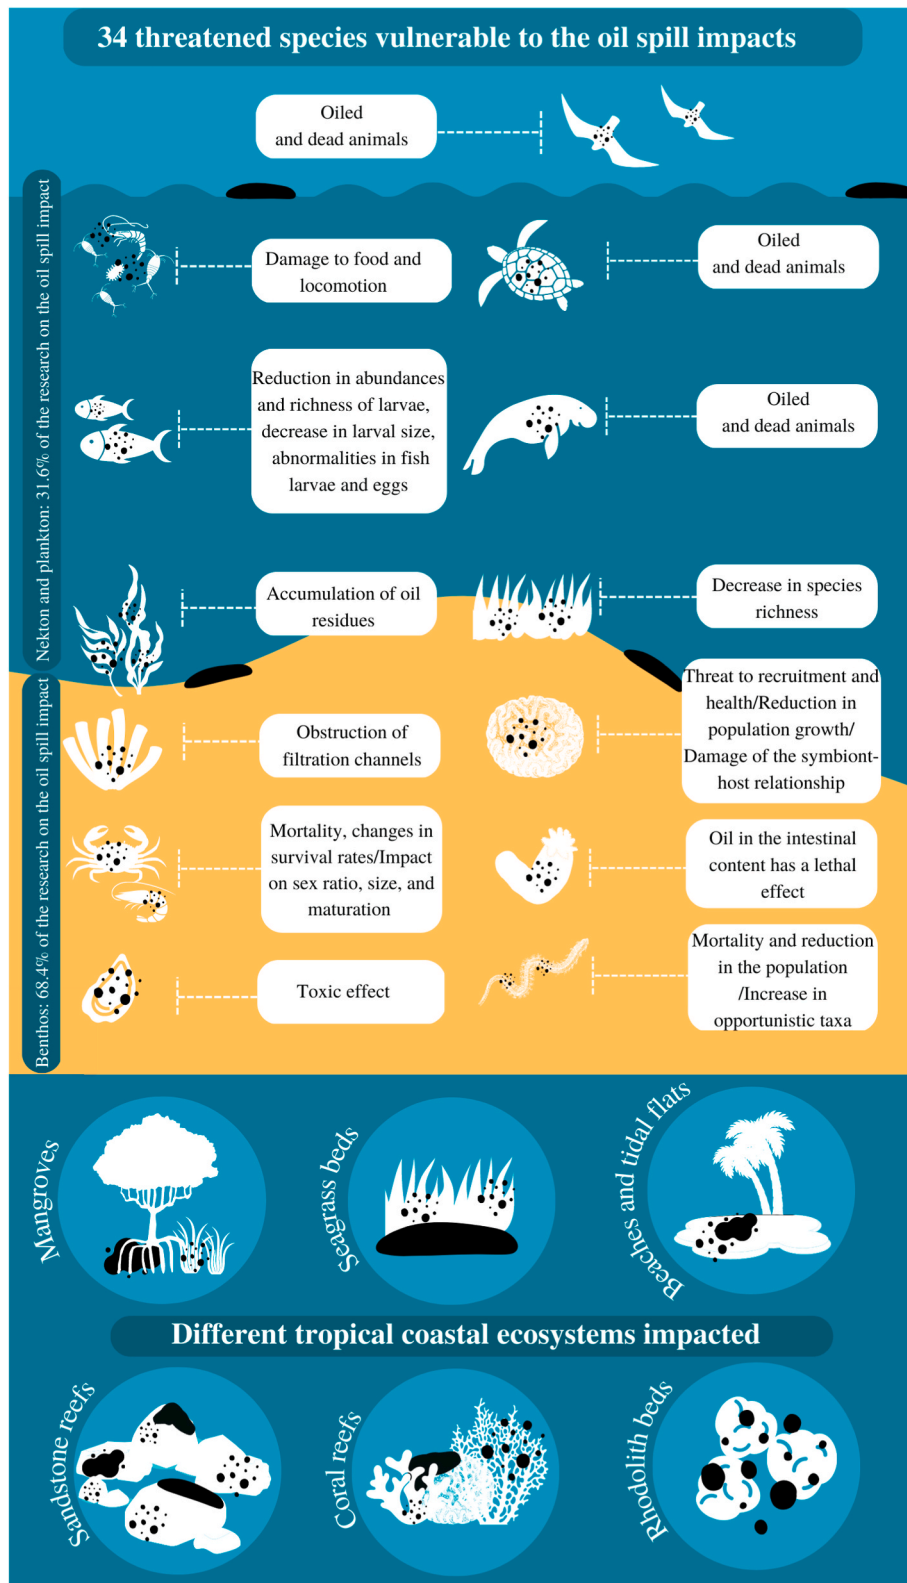 34 threatened species vulnerable to the oil spill impacts
Oiled
and dead animals
Nekton and plankton: 31.6% of the research on the oil spill impact
Damage to food and
locomotion
Oiled
and dead animals
Reduction in abundances
and richness of larvae,
decrease in larval size,
abnormalities in fish
larvae and eggs
Oiled
and dead animals
Accumulation of oil
residues
Decrease in species
richness
Benthos: 68.4% of the research on the oil spill impact
Obstruction of
filtration channels
Threat to recruitment and
health/Reduction in
population growth/
Damage of the symbiont-
host relationship
Mortality, changes in
survival rates/Impact
on sex ratio, size, and
maturation
Oil in the intestinal
content has a lethal
effect
Toxic effect
Mortality and reduction
in the population
/Increase in
opportunistic taxa
Mangroves
Seagrass beds
Beaches and tidal flats
Different tropical coastal ecosystems impacted
Sandstone reefs
Coral reefs
Rhodolith beds